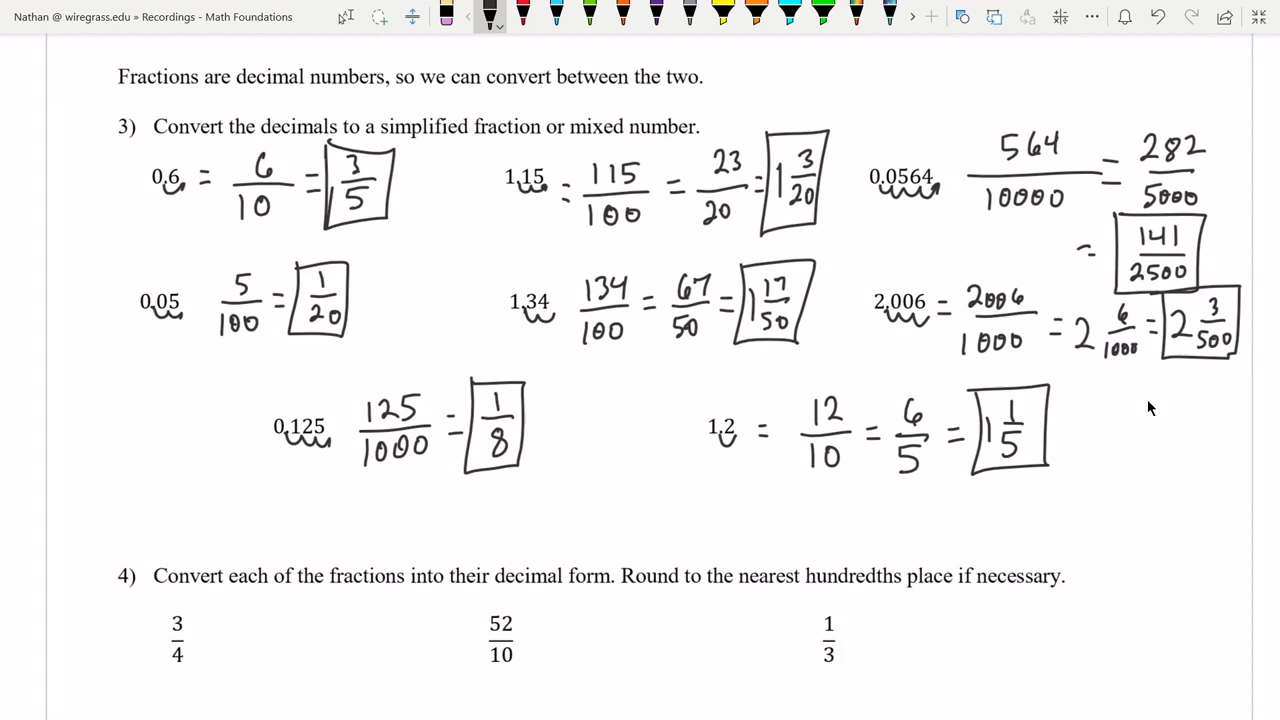 Nathan @ wiregrass.edu » Recordings - Math Foundations
Fractions are decimal numbers, so we can convert between the two.
3) Convert the decimals to a simplified fraction or mixed number.
0.6 = 6/10 = 3/5
1.15 = 115/100 = 23/20 = 1 3/20
0.0564 564/10000 = 282/5000
= 141/2500
0.05 5/100 = 1/20
1.34 134/100 = 67/50 = 1 17/50
2.006 = 2006/1000 = 2 6/1000 = 2 3/500
0.125 125/1000 = 1/8
1.2 = 12/10 = 6/5 = 1 1/5
4) Convert each of the fractions into their decimal form. Round to the nearest hundredths place if necessary.
3/4
52/10
1/3